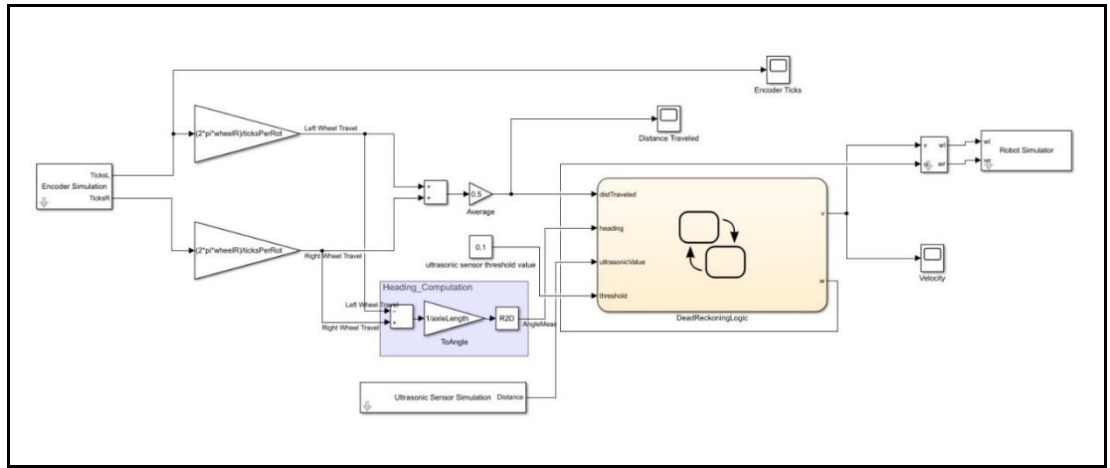 Encoder Ticks
Distance Traveled
(2*pi*wheelR)/ticksPerRot
Left Wheel Travel
v
wl
w
wr
wl
wr
Robot Simulator
TicksL
Encoder Simulation
TicksR
+
+
0.5
Average
distTraveled
v
(2*pi*wheelR)/ticksPerRot
Right Wheel Travel
0.1
ultrasonic sensor threshold value
heading
ultrasonicValue
threshold
w
DeadReckoningLogic
Velocity
Heading_Computation
Left Wheel Travel
-
+
Right Wheel Travel
1/axleLength
ToAngle
R2D
AngleMeas
Ultrasonic Sensor Simulation
Distance